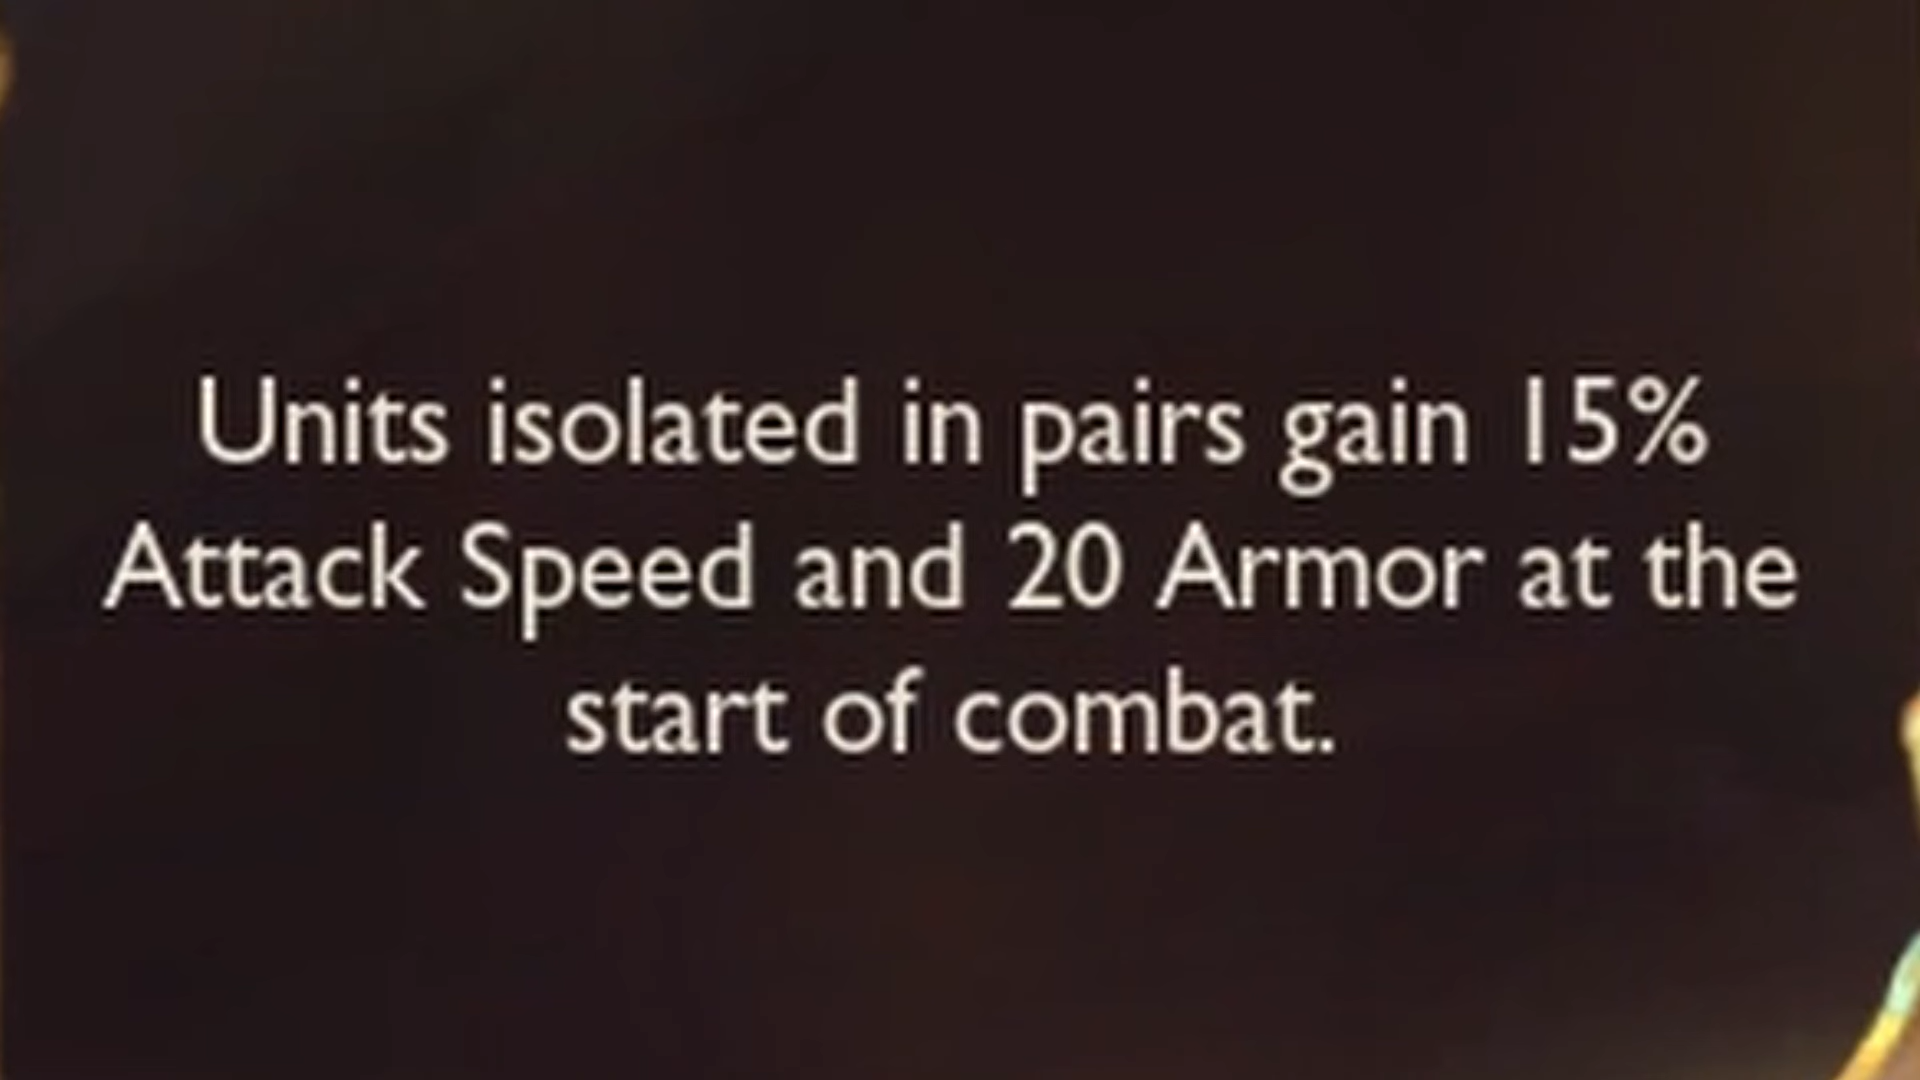 Units isolated in pairs gain 15%
Attack Speed and 20 Armor at the
start of combat.